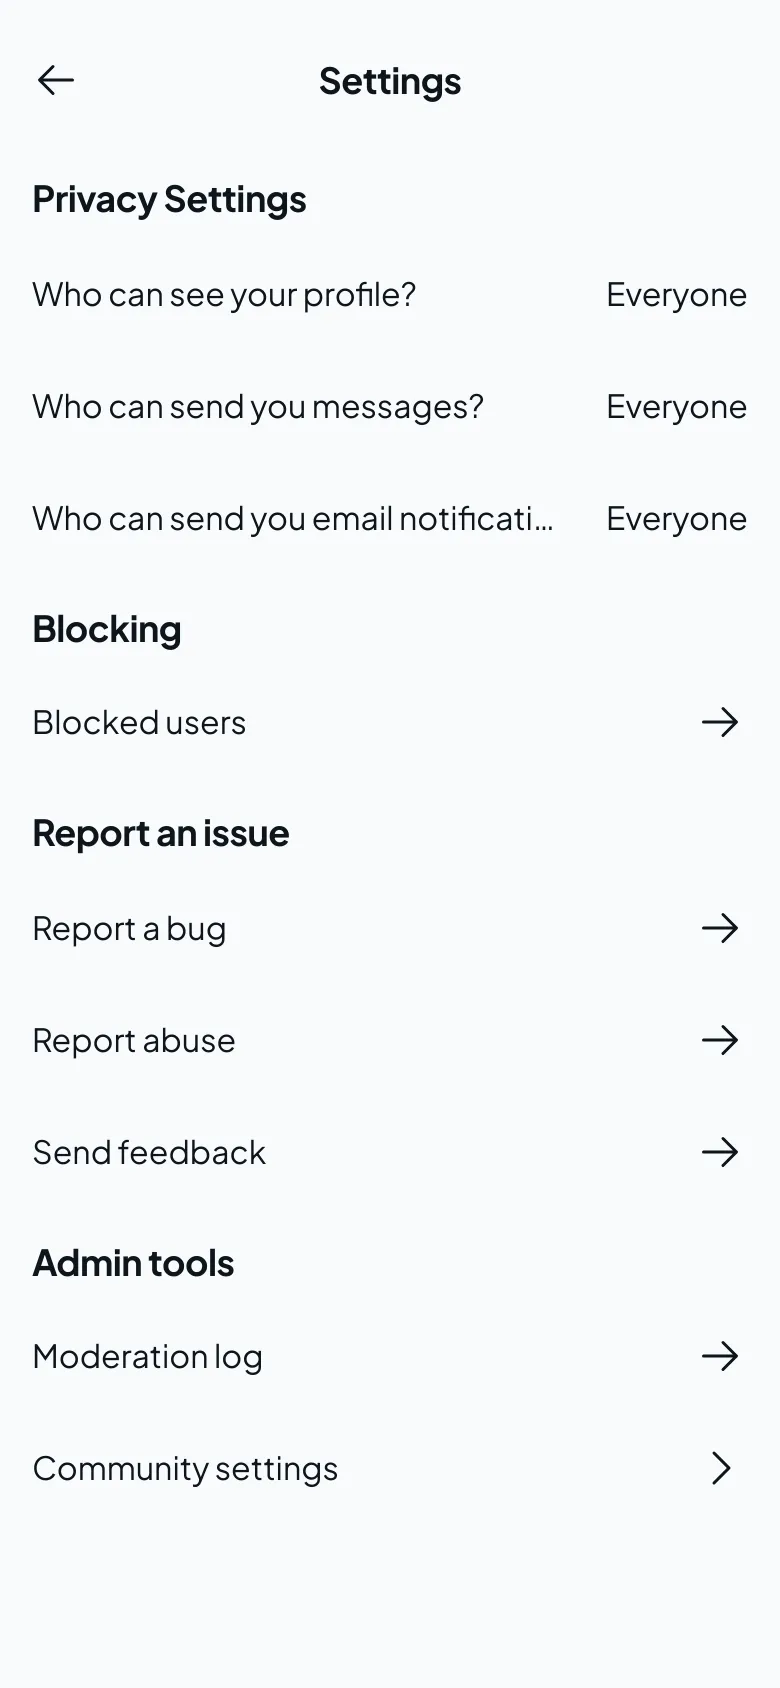 Settings
Privacy Settings
Who can see your profile? Everyone
Who can send you messages? Everyone
Who can send you email notificati... Everyone
Blocking
Blocked users
Report an issue
Report a bug
Report abuse
Send feedback
Admin tools
Moderation log
Community settings